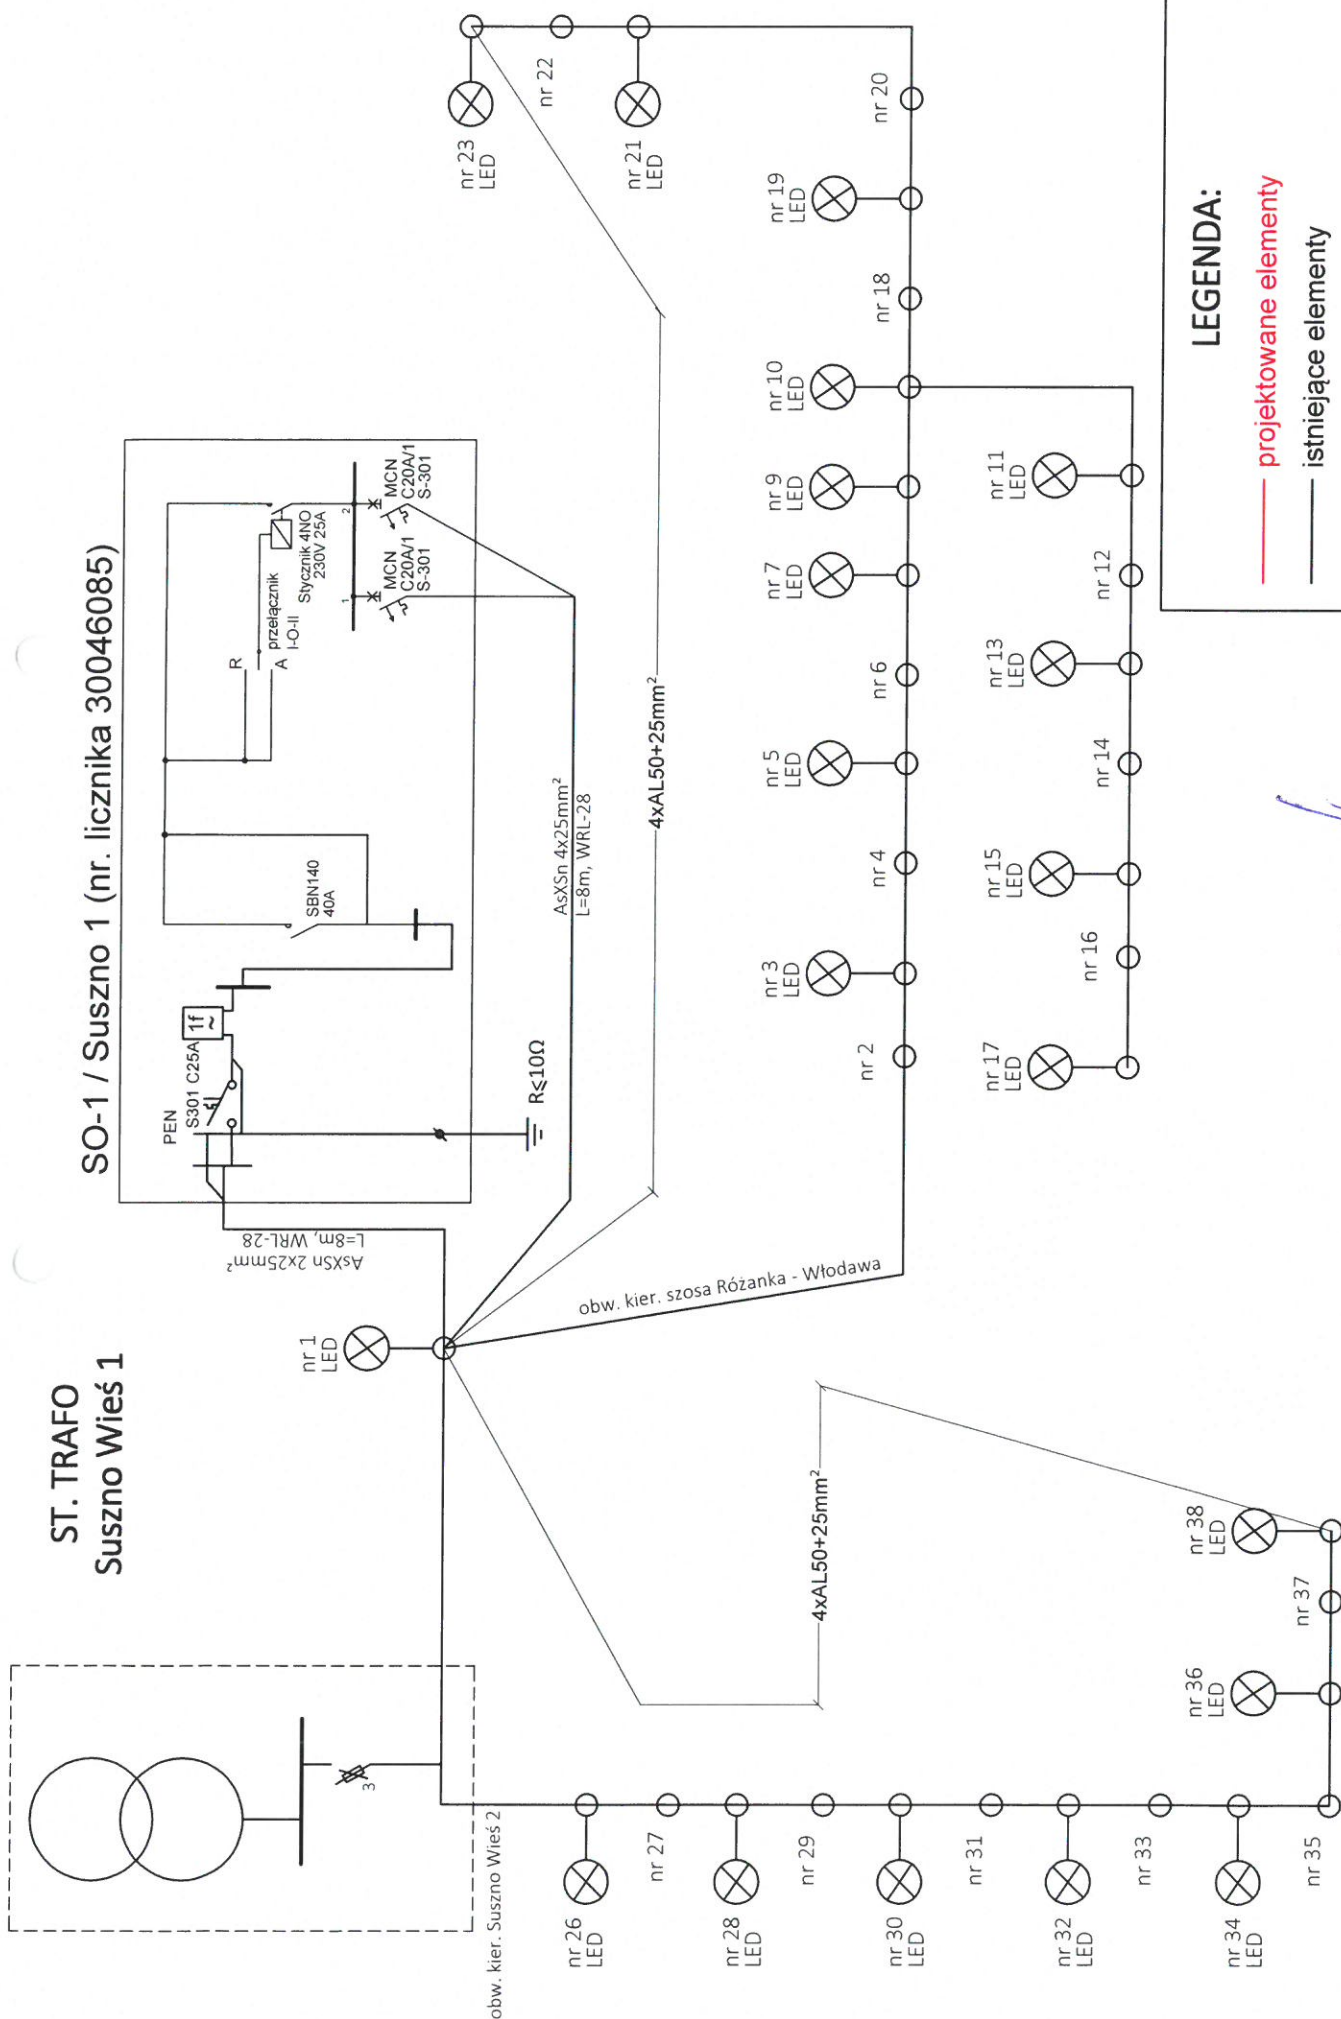 ST. TRAFO
Suszno Wieś 1
SO-1 / Suszno 1 (nr. licznika 30046085)
PEN
S301 C25A
1f
~
SBN140
40A
R
A
przełącznik
I-O-II
Stycznik 4NO
230V 25A
1
MCN
C20A/1
S-301
2
MCN
C20A/1
S-301
R≤10Ω
AsXSn 2x25mm²
L=8m, WRL-28
AsXSn 4x25mm²
L=8m, WRL-28
3
nr 1
LED
4xAL50+25mm²
obw. kier. szosa Różanka - Włodawa
nr 23
LED
nr 22
nr 21
LED
nr 2
nr 3
LED
nr 4
nr 5
LED
nr 6
nr 7
LED
nr 9
LED
nr 10
LED
nr 18
nr 19
LED
nr 20
nr 17
LED
nr 16
nr 15
LED
nr 14
nr 13
LED
nr 12
nr 11
LED
obw. kier. Suszno Wieś 2
4xAL50+25mm²
nr 26
LED
nr 27
nr 28
LED
nr 29
nr 30
LED
nr 31
nr 32
LED
nr 33
nr 34
LED
nr 35
nr 36
LED
nr 37
nr 38
LED
LEGENDA:
projektowane elementy
istniejące elementy